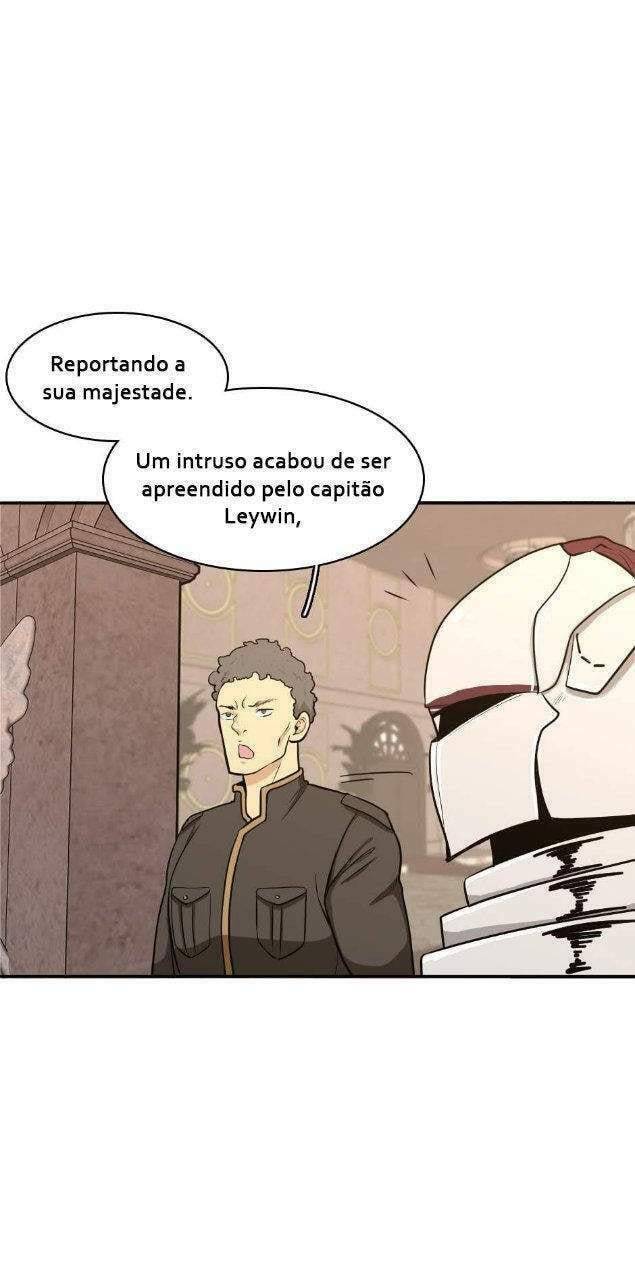 Reportando a
sua majestade.
Um intruso acabou de ser
apreendido pelo capitão
Leywin,